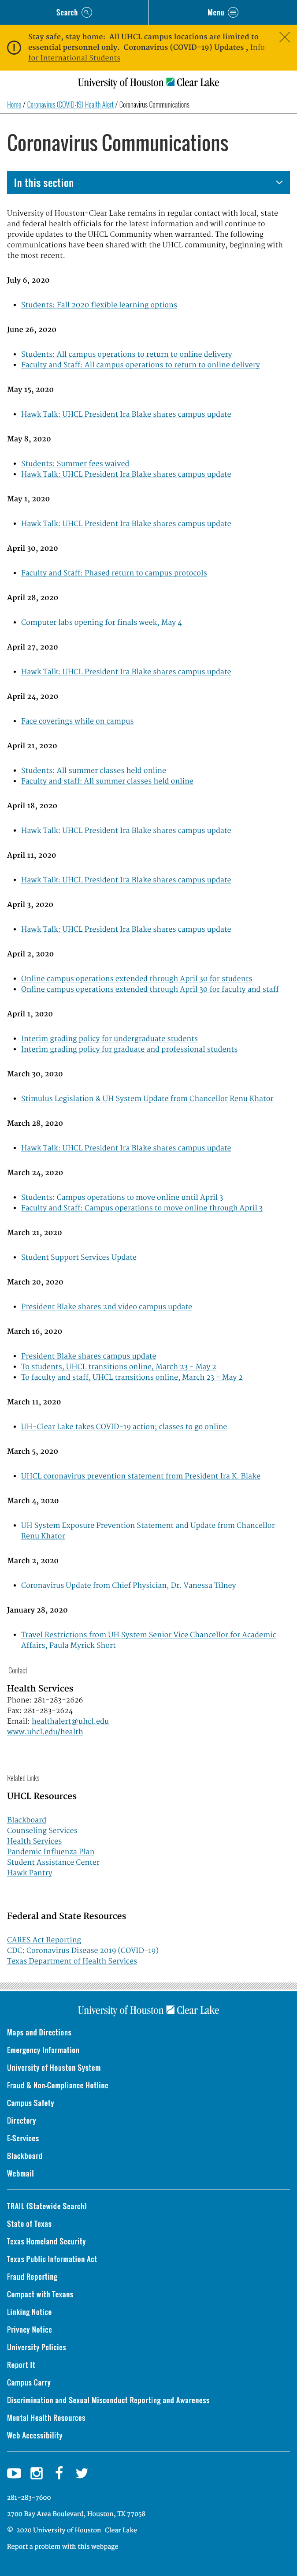 Search
Menu
Stay safe, stay home: All UHCL campus locations are limited to
essential personnel only. Coronavirus (COVID-19) Updates , Info
for International Students
University of Houston Clear Lake
Home / Coronavirus (COVID-19) Health Alert / Coronavirus Communications
Coronavirus Communications
In this section
University of Houston-Clear Lake remains in regular contact with local, state
and federal health officials for the latest information and will continue to
provide updates to the UHCL Community when warranted. The following
communications have been shared with the UHCL community, beginning with
the most recent.
July 6, 2020
• Students: Fall 2020 flexible learning options
June 26, 2020
• Students: All campus operations to return to online delivery
• Faculty and Staff: All campus operations to return to online delivery
May 15, 2020
• Hawk Talk: UHCL President Ira Blake shares campus update
May 8, 2020
• Students: Summer fees waived
• Hawk Talk: UHCL President Ira Blake shares campus update
May 1, 2020
• Hawk Talk: UHCL President Ira Blake shares campus update
April 30, 2020
• Faculty and Staff: Phased return to campus protocols
April 28, 2020
• Computer labs opening for finals week, May 4
April 27, 2020
• Hawk Talk: UHCL President Ira Blake shares campus update
April 24, 2020
• Face coverings while on campus
April 21, 2020
• Students: All summer classes held online
• Faculty and staff: All summer classes held online
April 18, 2020
• Hawk Talk: UHCL President Ira Blake shares campus update
April 11, 2020
• Hawk Talk: UHCL President Ira Blake shares campus update
April 3, 2020
• Hawk Talk: UHCL President Ira Blake shares campus update
April 2, 2020
• Online campus operations extended through April 30 for students
• Online campus operations extended through April 30 for faculty and staff
April 1, 2020
• Interim grading policy for undergraduate students
• Interim grading policy for graduate and professional students
March 30, 2020
• Stimulus Legislation & UH System Update from Chancellor Renu Khator
March 28, 2020
• Hawk Talk: UHCL President Ira Blake shares campus update
March 24, 2020
• Students: Campus operations to move online until April 3
• Faculty and Staff: Campus operations to move online through April 3
March 21, 2020
• Student Support Services Update
March 20, 2020
• President Blake shares 2nd video campus update
March 16, 2020
• President Blake shares campus update
• To students, UHCL transitions online, March 23 - May 2
• To faculty and staff, UHCL transitions online, March 23 - May 2
March 11, 2020
• UH-Clear Lake takes COVID-19 action; classes to go online
March 5, 2020
• UHCL coronavirus prevention statement from President Ira K. Blake
March 4, 2020
• UH System Exposure Prevention Statement and Update from Chancellor
Renu Khator
March 2, 2020
• Coronavirus Update from Chief Physician, Dr. Vanessa Tilney
January 28, 2020
• Travel Restrictions from UH System Senior Vice Chancellor for Academic
Affairs, Paula Myrick Short
Contact
Health Services
Phone: 281-283-2626
Fax: 281-283-2624
Email: healthalert@uhcl.edu
www.uhcl.edu/health
Related Links
UHCL Resources
Blackboard
Counseling Services
Health Services
Pandemic Influenza Plan
Student Assistance Center
Hawk Pantry
Federal and State Resources
CARES Act Reporting
CDC: Coronavirus Disease 2019 (COVID-19)
Texas Department of Health Services
University of Houston Clear Lake
Maps and Directions
Emergency Information
University of Houston System
Fraud & Non-Compliance Hotline
Campus Safety
Directory
E-Services
Blackboard
Webmail
TRAIL (Statewide Search)
State of Texas
Texas Homeland Security
Texas Public Information Act
Fraud Reporting
Compact with Texans
Linking Notice
Privacy Notice
University Policies
Report It
Campus Carry
Discrimination and Sexual Misconduct Reporting and Awareness
Mental Health Resources
Web Accessibility
281-283-7600
2700 Bay Area Boulevard, Houston, TX 77058
© 2020 University of Houston-Clear Lake
Report a problem with this webpage